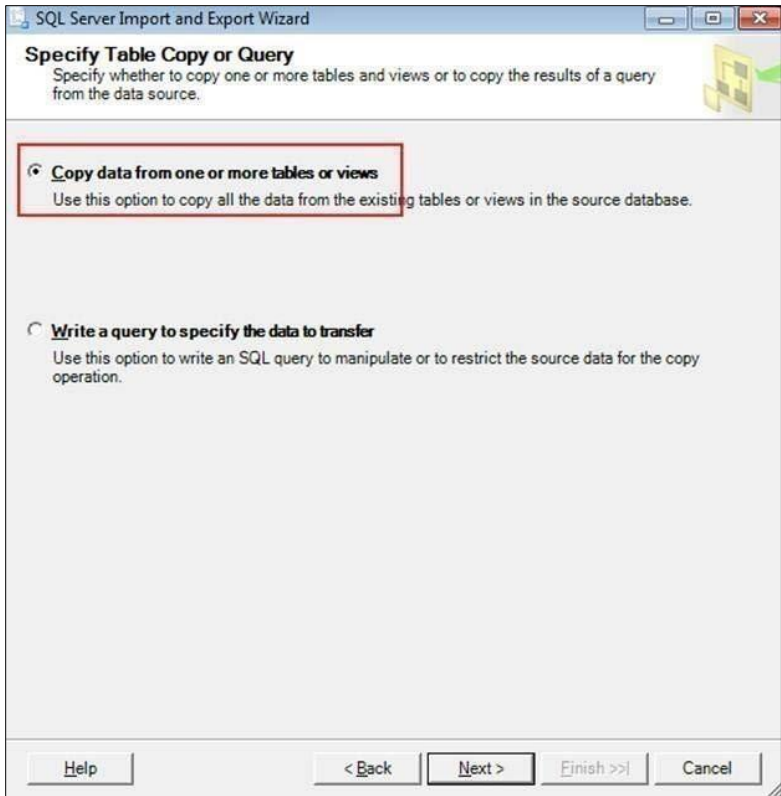 SQL Server Import and Export Wizard
Specify Table Copy or Query
Specify whether to copy one or more tables and views or to copy the results of a query
from the data source.
Copy data from one or more tables or views
Use this option to copy all the data from the existing tables or views in the source database.
Write a query to specify the data to transfer
Use this option to write an SQL query to manipulate or to restrict the source data for the copy
operation.
Help < Back Next > Finish >>| Cancel